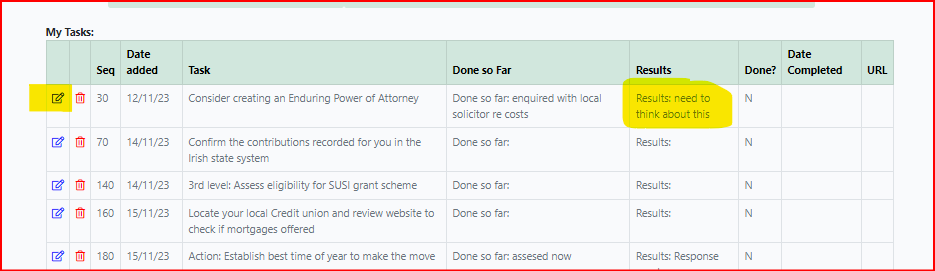 My Tasks:
Seq Date added Task Done so Far Results Done? Date Completed URL
30 12/11/23 Consider creating an Enduring Power of Attorney Done so far: enquired with local solicitor re costs Results: need to think about this N
70 14/11/23 Confirm the contributions recorded for you in the Irish state system Done so far: Results: N
140 14/11/23 3rd level: Assess eligibility for SUSI grant scheme Done so far: Results: N
160 15/11/23 Locate your local Credit union and review website to check if mortgages offered Done so far: Results: N
180 15/11/23 Action: Establish best time of year to make the move Done so far: assesed now Results: Response N